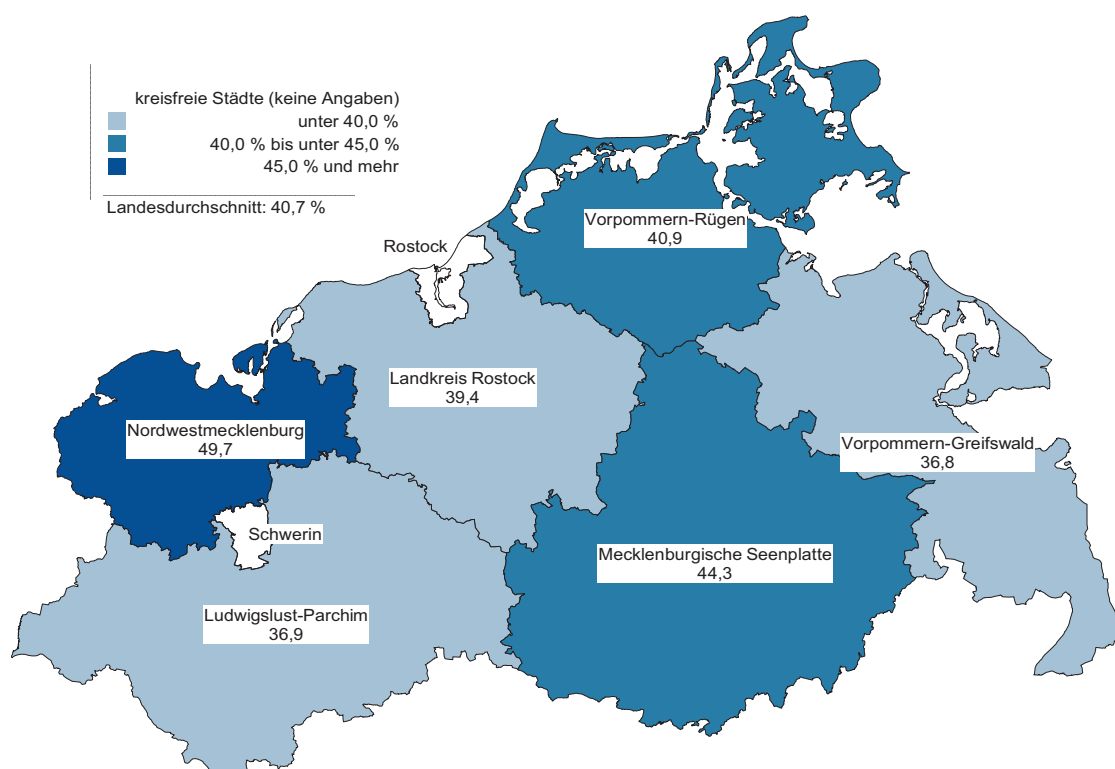 kreisfreie Städte (keine Angaben)
unter 40,0 %
40,0 % bis unter 45,0 %
45,0 % und mehr
Landesdurchschnitt: 40,7 %
Vorpommern-Rügen
40,9
Rostock
Landkreis Rostock
39,4
Nordwestmecklenburg
49,7
Vorpommern-Greifswald
36,8
Schwerin
Mecklenburgische Seenplatte
44,3
Ludwigslust-Parchim
36,9